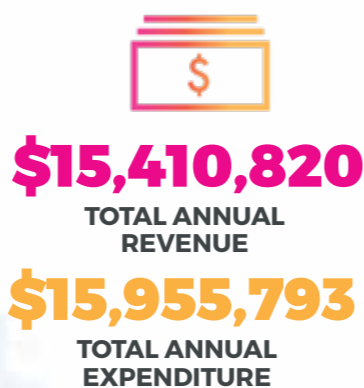 $
$15,410,820
TOTAL ANNUAL
REVENUE
$15,955,793
TOTAL ANNUAL
EXPENDITURE